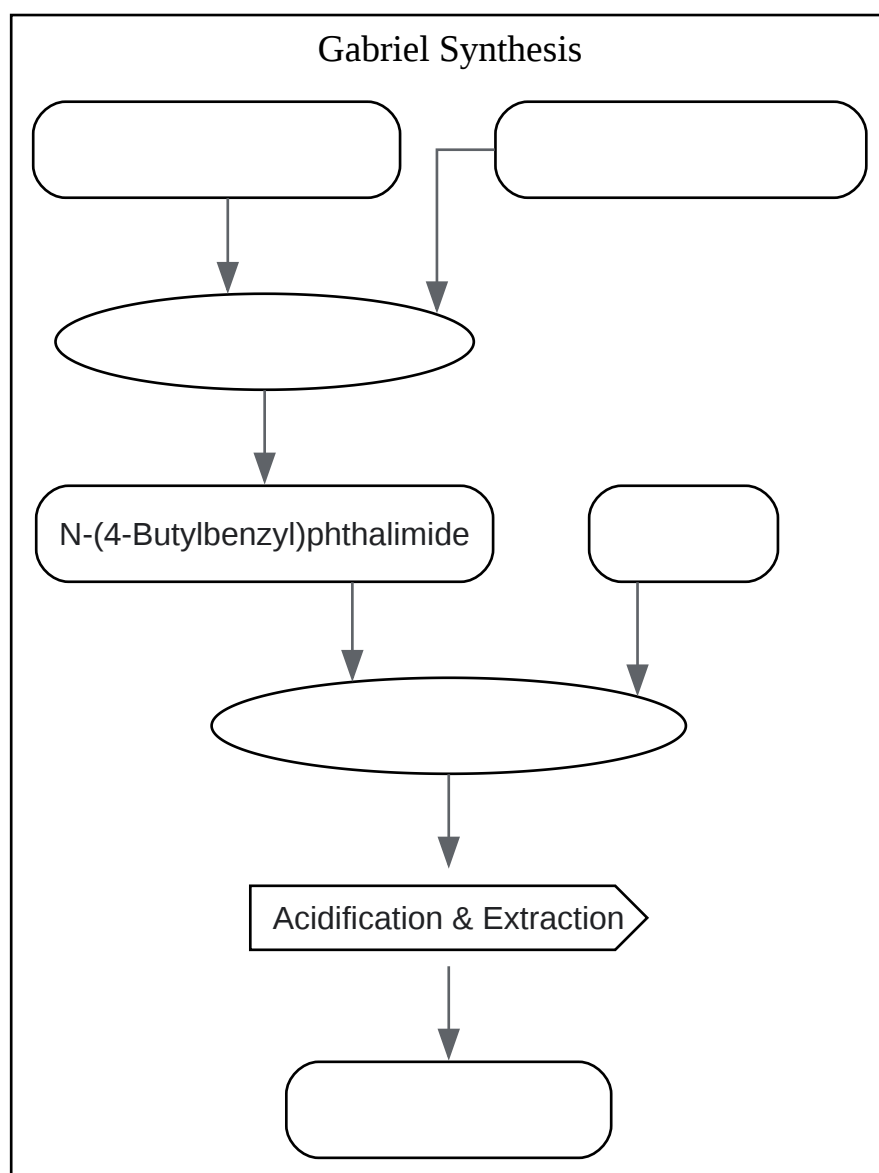 Gabriel Synthesis
N-(4-Butylbenzyl)phthalimide
Acidification & Extraction